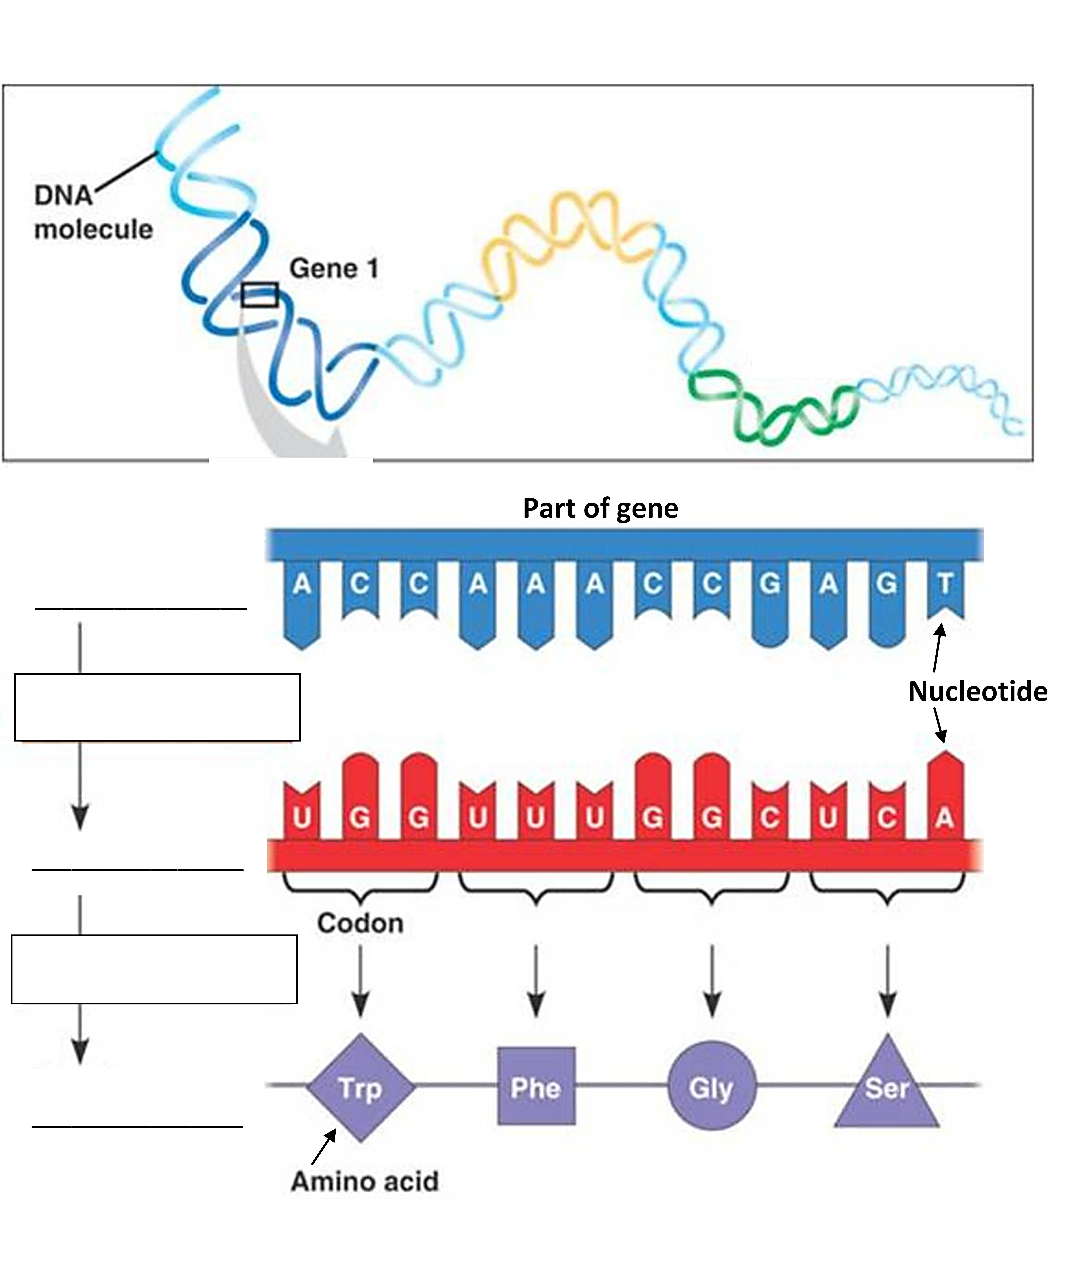 DNA
molecule
Gene 1
Part of gene
A C C A A A C C G A G T
Nucleotide
U G G U U U G G C U C A
Codon
Trp Phe Gly Ser
Amino acid